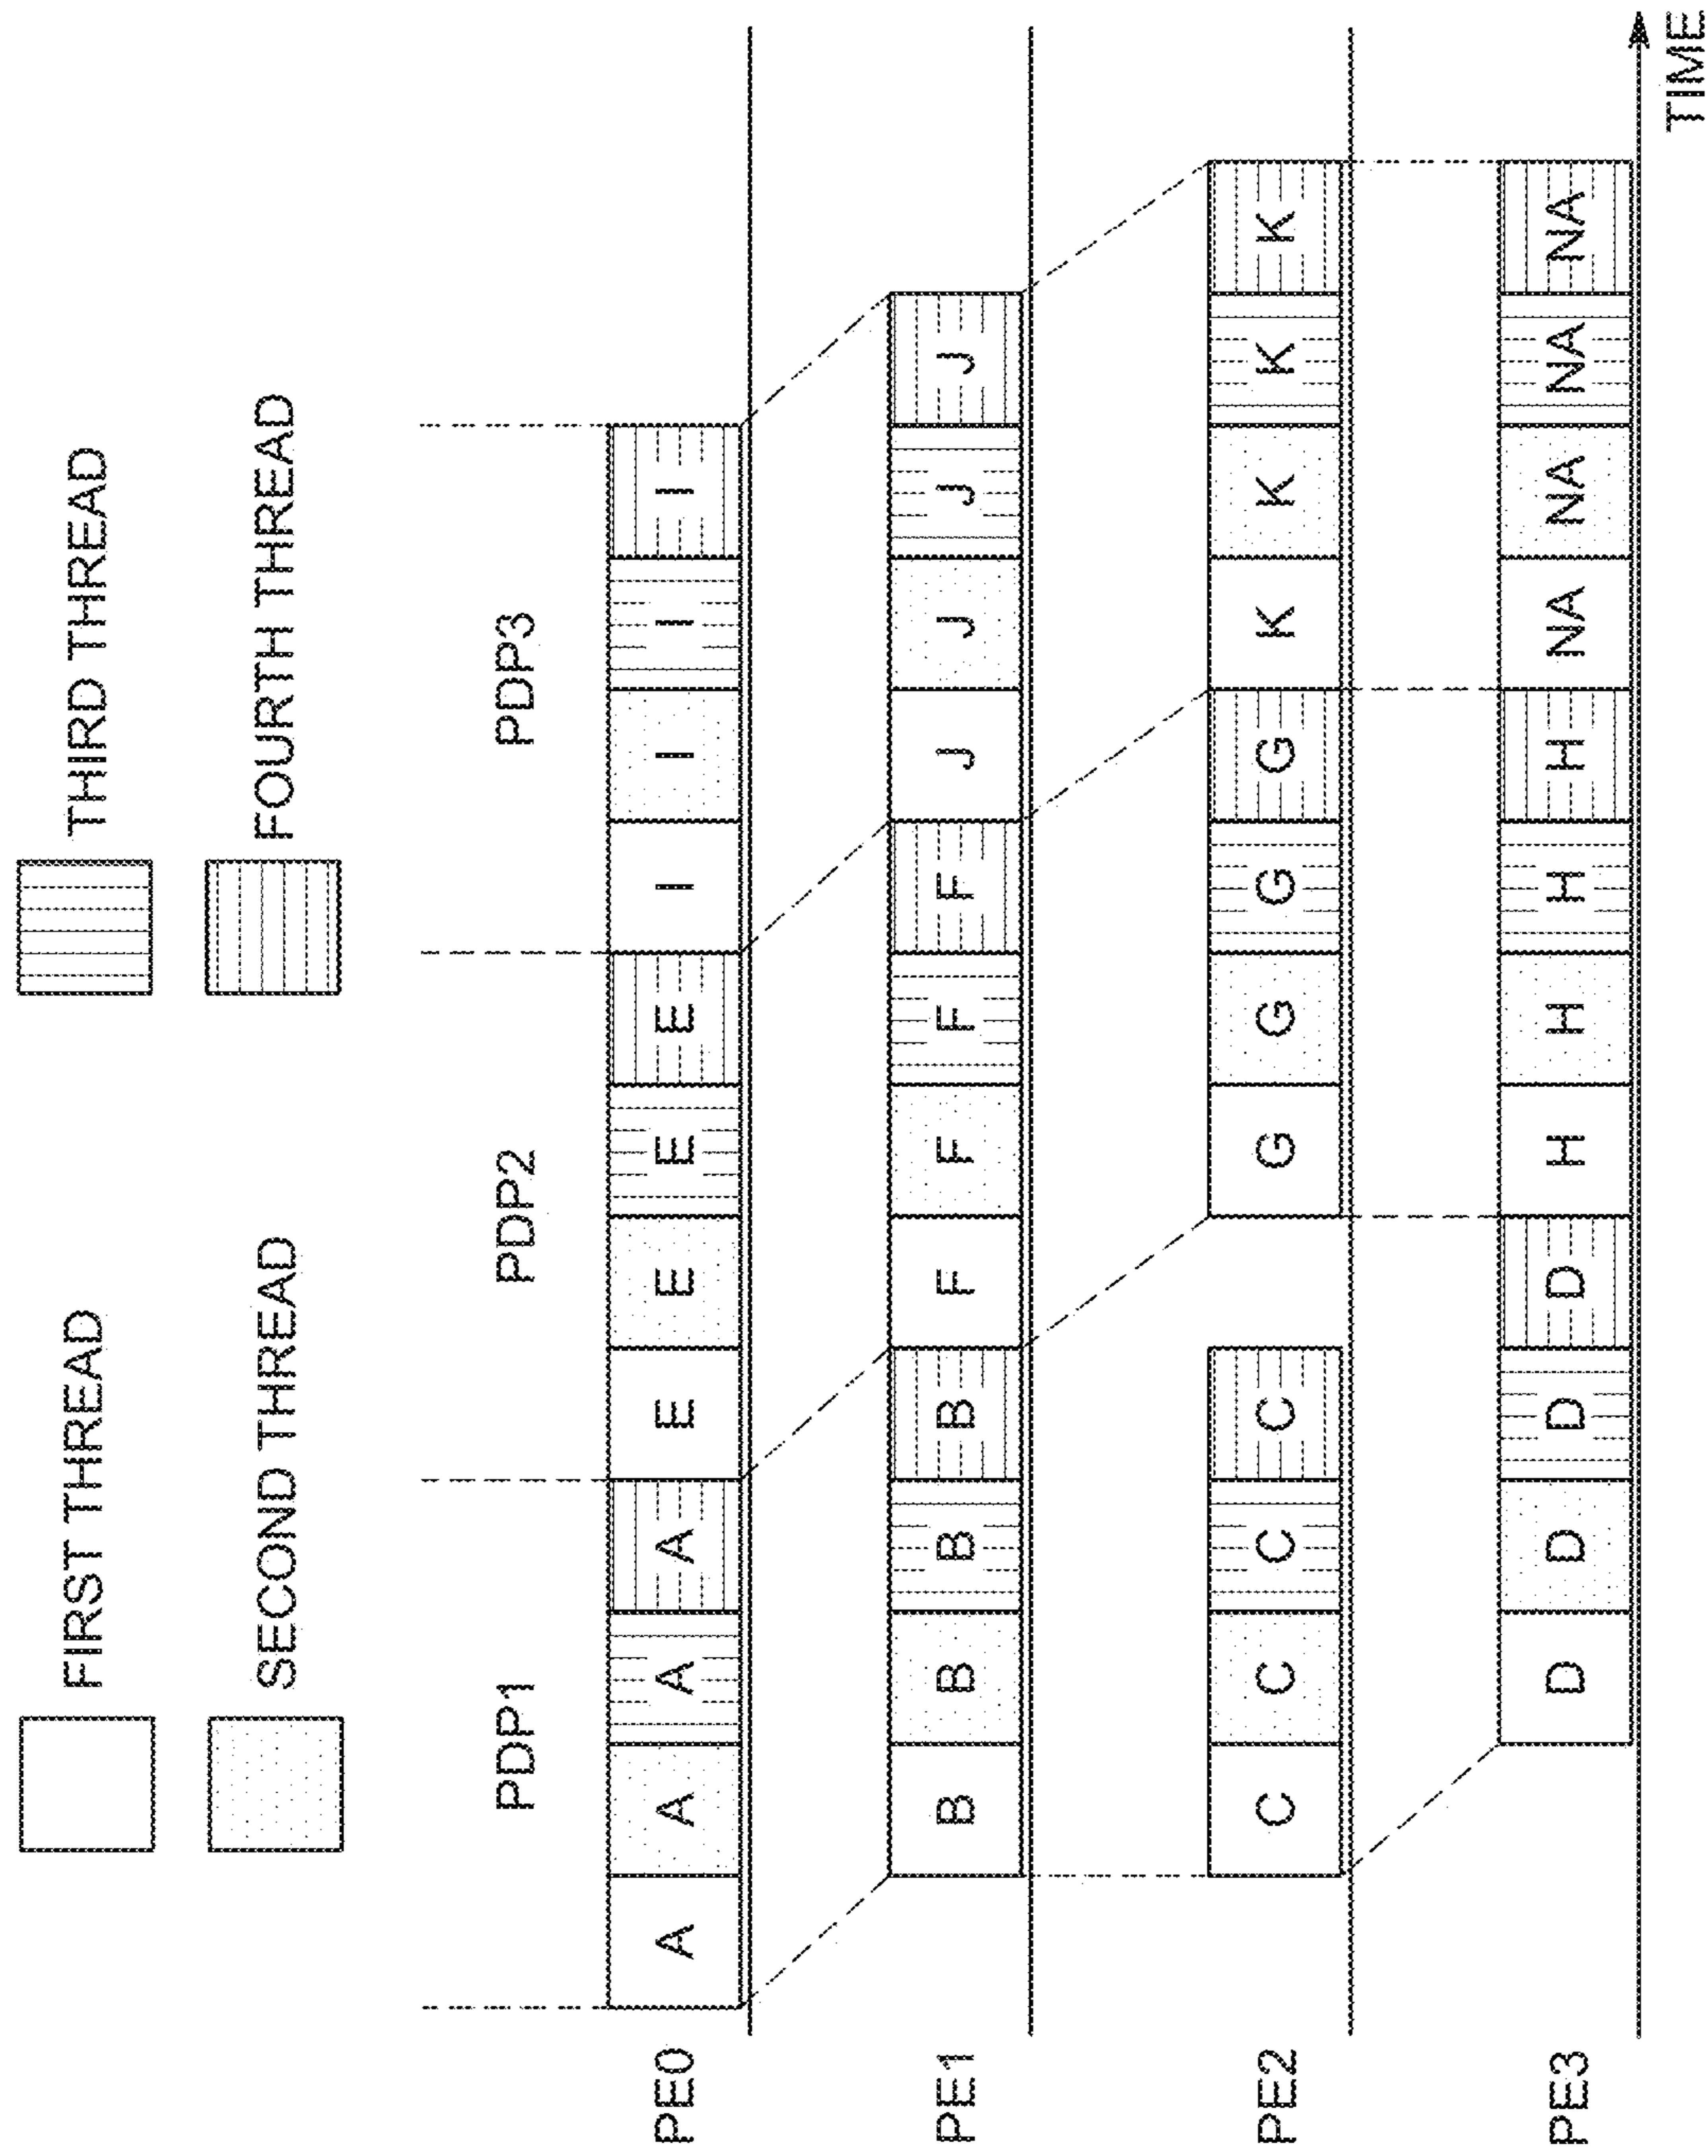 FIRST THREAD THIRD THREAD
SECOND THREAD FOURTH THREAD
PDP1 PDP2 PDP3
PE0 A A A A E E E E I I I I
PE1 B B B B F F F F J J J J
PE2 C C C C G G G G K K K K
PE3 D D D D H H H H NA NA NA NA
TIME